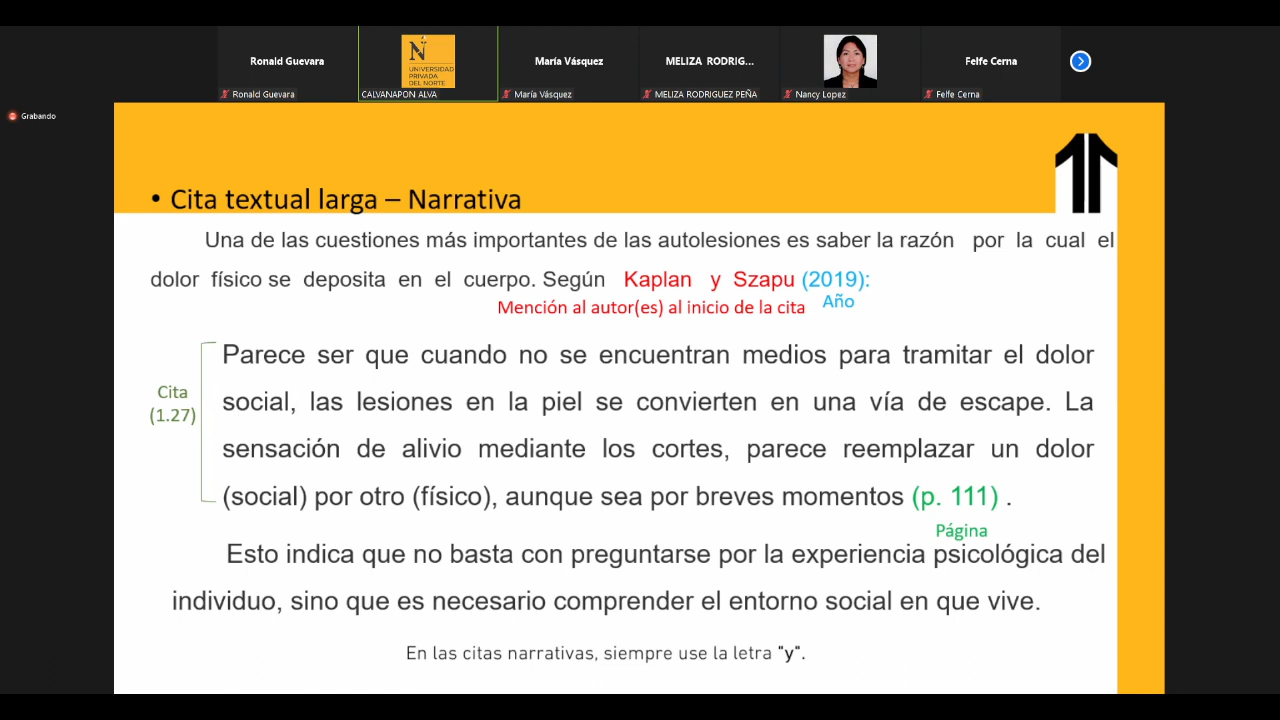 Ronald Guevara
N
UNIVERSIDAD
PRIVADA
DEL NORTE
María Vásquez
MELIZA RODRIG...
Felfe Cerna
Ronald Guevara
CALVANAPON ALVA
María Vásquez
MELIZA RODRIGUEZ PEÑA
Nancy Lopez
Felfe Cerna
Grabando
• Cita textual larga – Narrativa
Una de las cuestiones más importantes de las autolesiones es saber la razón por la cual el
dolor físico se deposita en el cuerpo. Según Kaplan y Szapu (2019):
Mención al autor(es) al inicio de la cita
Año
Cita
(1.27)
Parece ser que cuando no se encuentran medios para tramitar el dolor
social, las lesiones en la piel se convierten en una vía de escape. La
sensación de alivio mediante los cortes, parece reemplazar un dolor
(social) por otro (físico), aunque sea por breves momentos (p. 111) .
Página
Esto indica que no basta con preguntarse por la experiencia psicológica del
individuo, sino que es necesario comprender el entorno social en que vive.
En las citas narrativas, siempre use la letra "y".